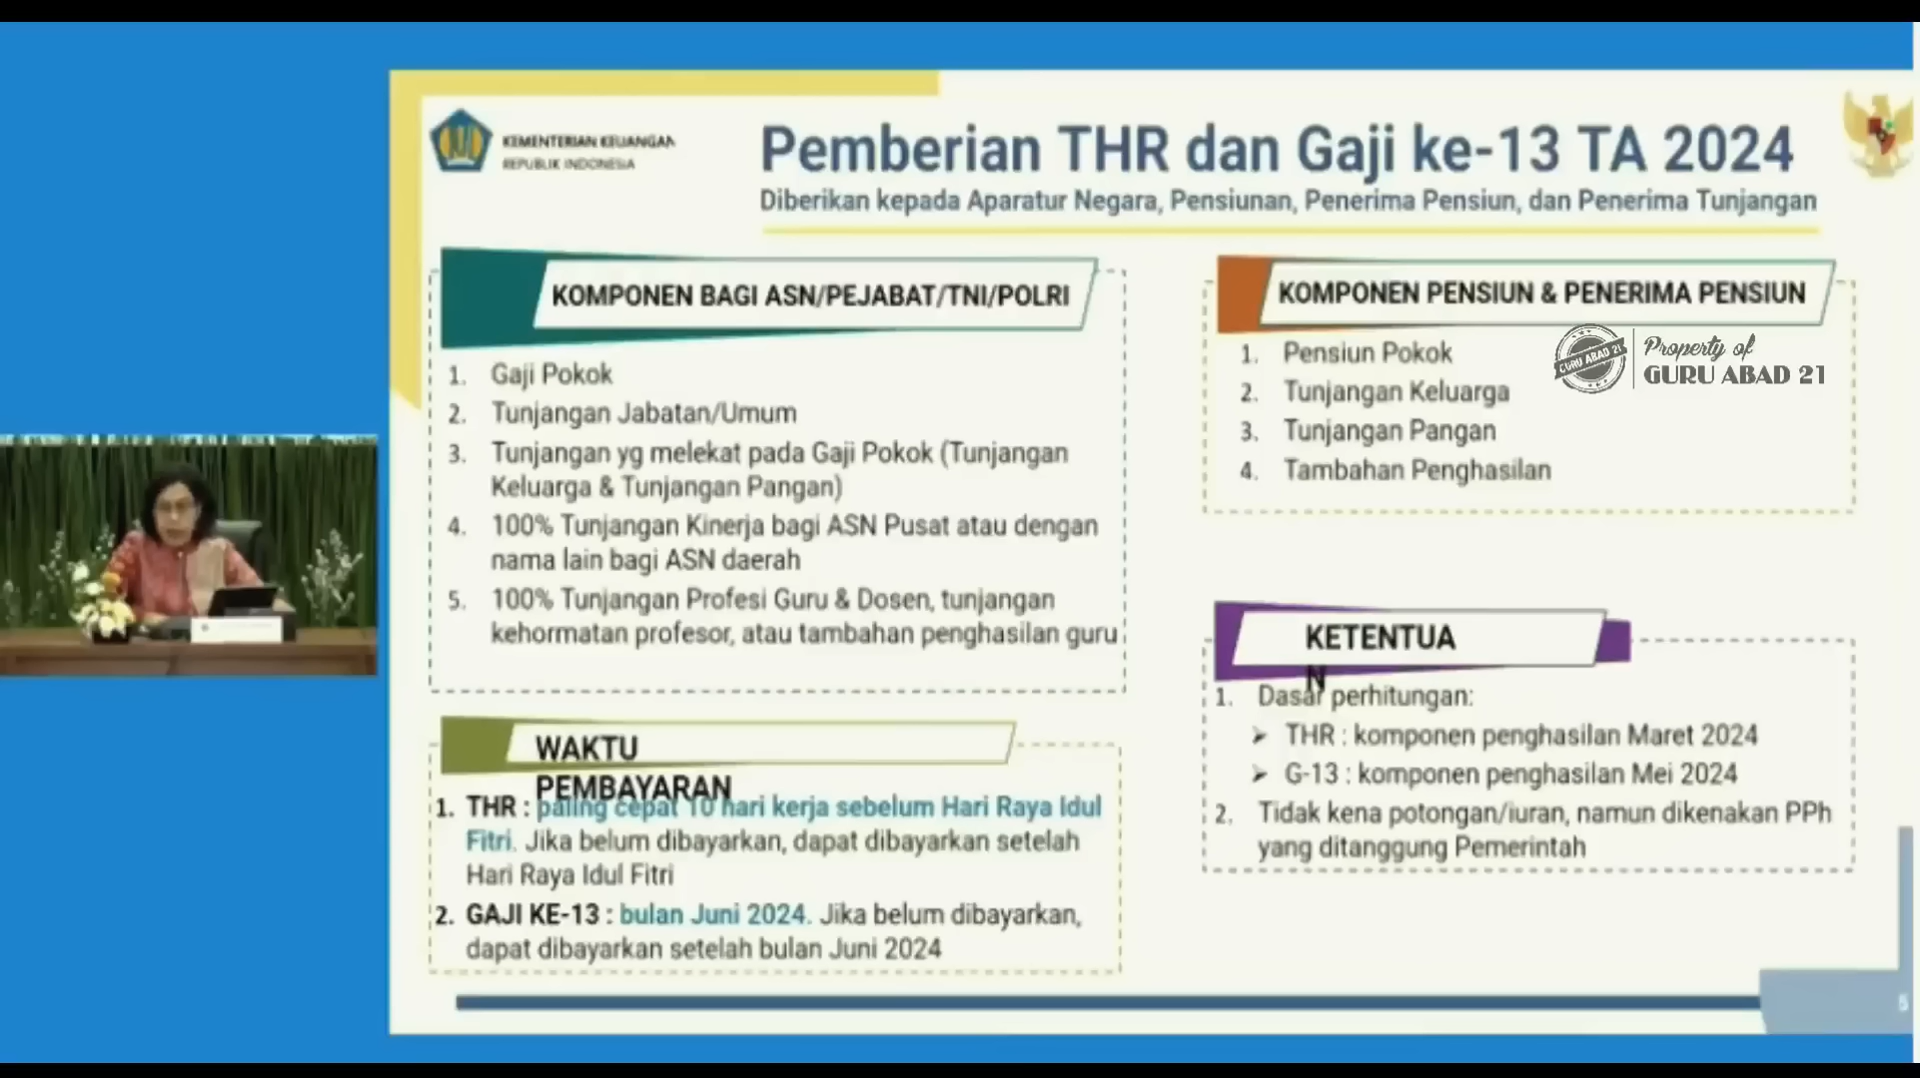 KEMENTERIAN KEUANGAN
REPUBLIK INDONESIA
Pemberian THR dan Gaji ke-13 TA 2024
Diberikan kepada Aparatur Negara, Pensiunan, Penerima Pensiun, dan Penerima Tunjangan
KOMPONEN BAGI ASN/PEJABAT/TNI/POLRI
1. Gaji Pokok
2. Tunjangan Jabatan/Umum
3. Tunjangan yg melekat pada Gaji Pokok (Tunjangan
Keluarga & Tunjangan Pangan)
4. 100% Tunjangan Kinerja bagi ASN Pusat atau dengan
nama lain bagi ASN daerah
5. 100% Tunjangan Profesi Guru & Dosen, tunjangan
kehormatan profesor, atau tambahan penghasilan guru
WAKTU
PEMBAYARAN
1. THR : paling cepat 10 hari kerja sebelum Hari Raya Idul
Fitri. Jika belum dibayarkan, dapat dibayarkan setelah
Hari Raya Idul Fitri
2. GAJI KE-13 : bulan Juni 2024. Jika belum dibayarkan,
dapat dibayarkan setelah bulan Juni 2024
KOMPONEN PENSIUN & PENERIMA PENSIUN
1. Pensiun Pokok
2. Tunjangan Keluarga
3. Tunjangan Pangan
4. Tambahan Penghasilan
GURU ABAD 21
Property of
GURU ABAD 21
KETENTUA
N
1. Dasar perhitungan:
➢ THR : komponen penghasilan Maret 2024
➢ G-13 : komponen penghasilan Mei 2024
2. Tidak kena potongan/iuran, namun dikenakan PPh
yang ditanggung Pemerintah
5